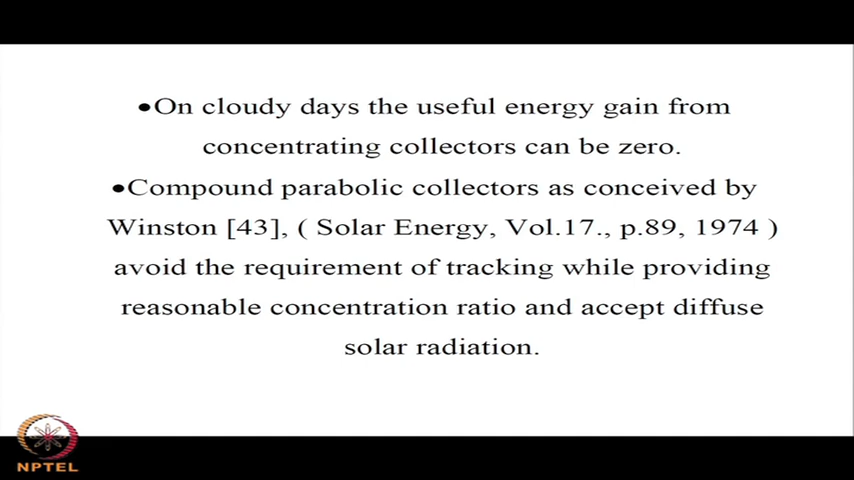 •On cloudy days the useful energy gain from
concentrating collectors can be zero.
•Compound parabolic collectors as conceived by
Winston [43], ( Solar Energy, Vol.17., p.89, 1974 )
avoid the requirement of tracking while providing
reasonable concentration ratio and accept diffuse
solar radiation.
NPTEL